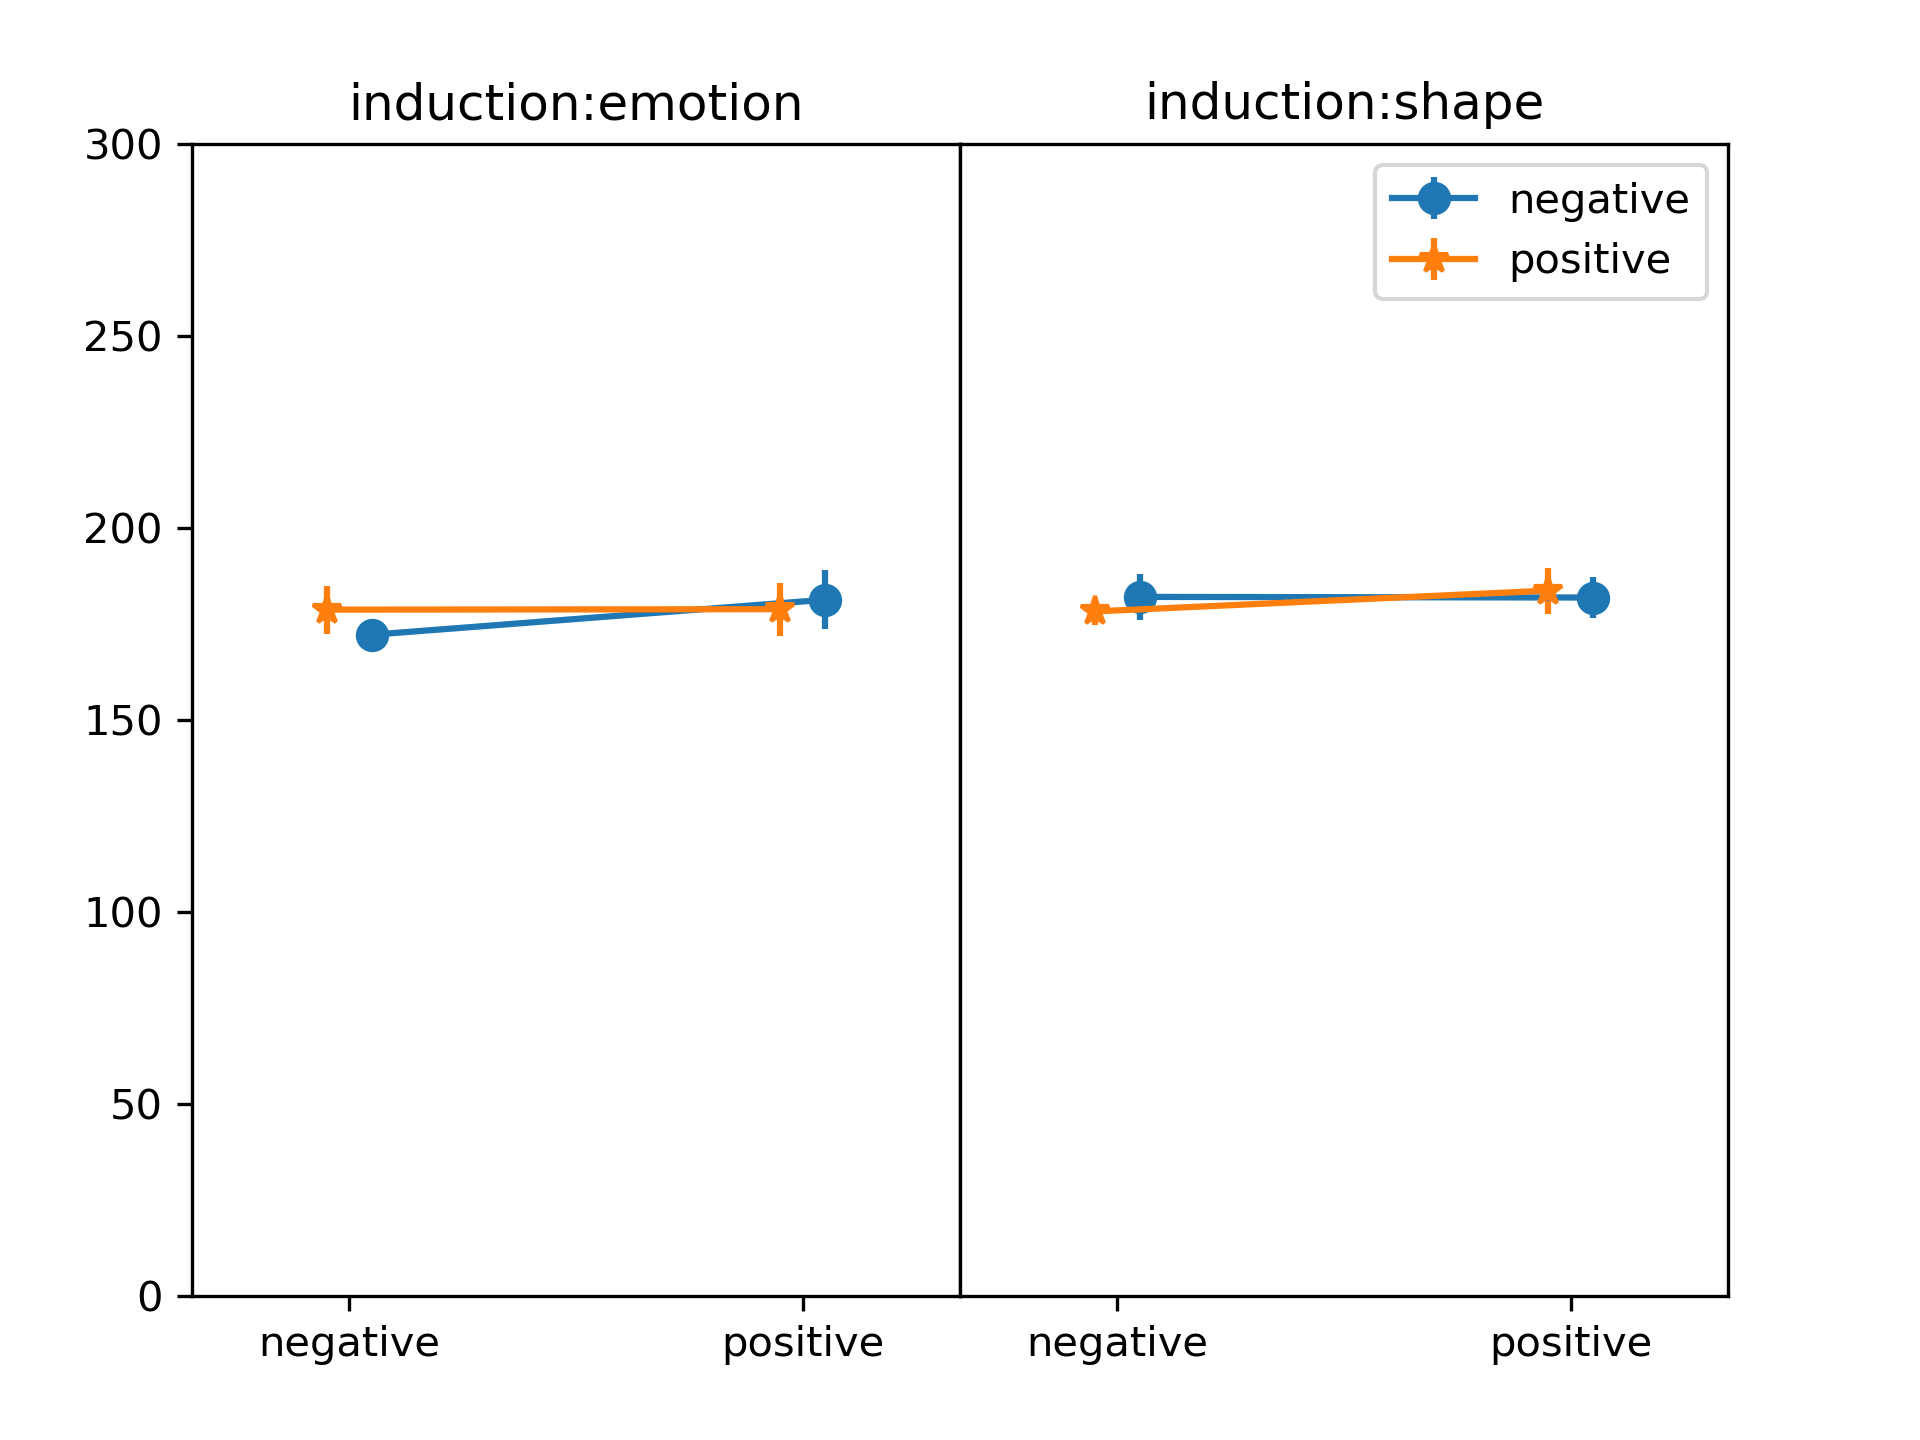 induction:emotion
induction:shape
300
250
200
150
100
50
0
negative
positive
negative
positive
negative
positive